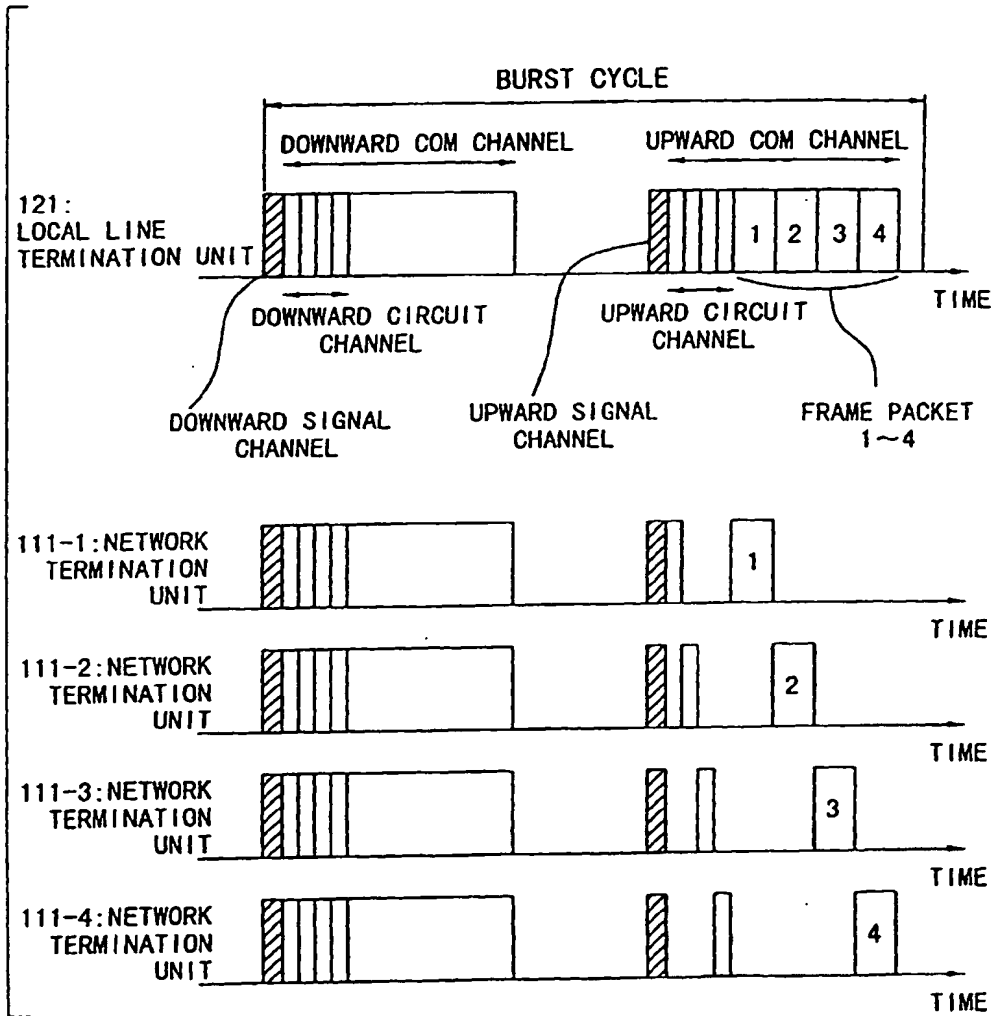 BURST CYCLE
DOWNWARD COM CHANNEL
UPWARD COM CHANNEL
121:
LOCAL LINE
TERMINATION UNIT
1
2
3
4
TIME
DOWNWARD CIRCUIT
CHANNEL
UPWARD CIRCUIT
CHANNEL
DOWNWARD SIGNAL
CHANNEL
UPWARD SIGNAL
CHANNEL
FRAME PACKET
1~4
111-1:NETWORK
TERMINATION
UNIT
1
TIME
111-2:NETWORK
TERMINATION
UNIT
2
TIME
111-3:NETWORK
TERMINATION
UNIT
3
TIME
111-4:NETWORK
TERMINATION
UNIT
4
TIME